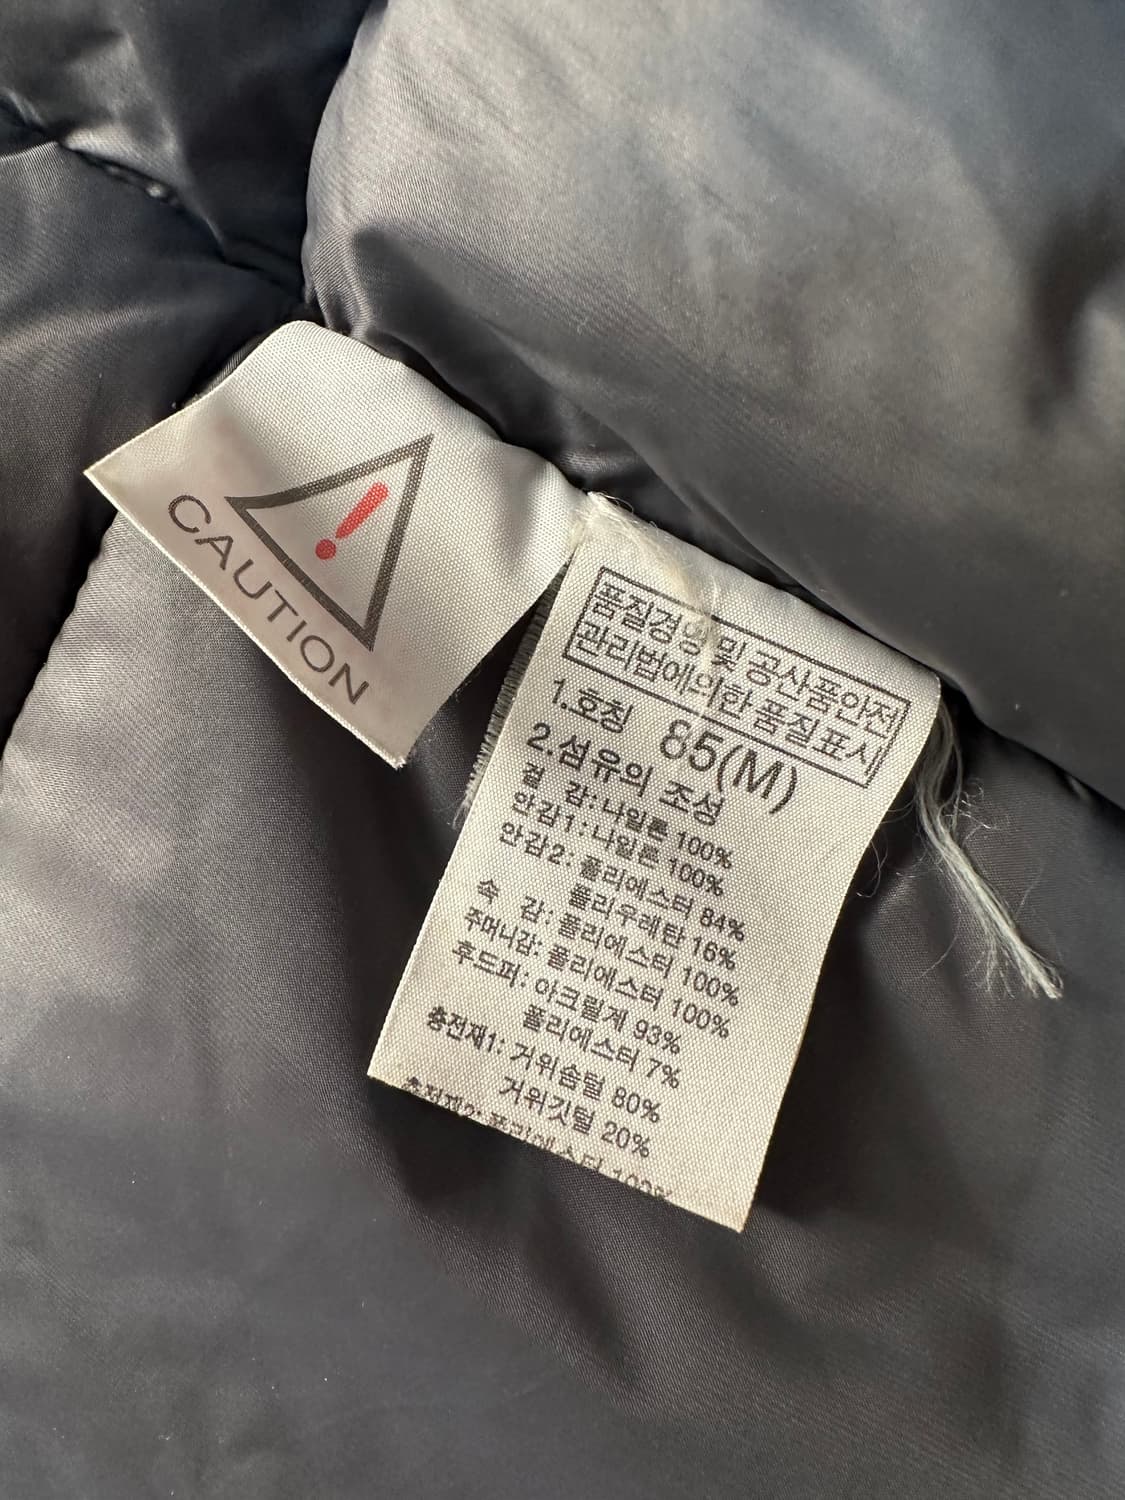 CAUTION
품질경영 및 공산품안전
관리법에의한 품질표시
1.호칭 85(M)
2.섬유의 조성
겉 감: 나일론 100%
안감1: 나일론 100%
안감2: 폴리에스터 84%
폴리우레탄 16%
속 감: 폴리에스터 100%
주머니감: 폴리에스터 100%
후드퍼: 아크릴계 93%
폴리에스터 7%
충전재1: 거위솜털 80%
거위깃털 20%
충전재2: 폴리에스터 100%